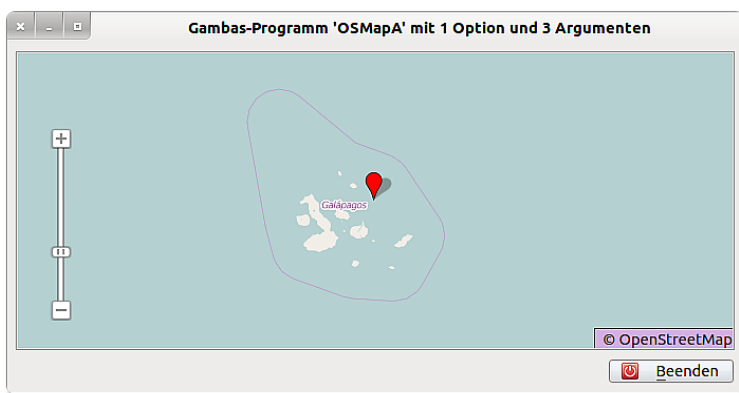 Gambas-Programm 'OSMapA' mit 1 Option und 3 Argumenten
Galápagos
© OpenStreetMap
Beenden